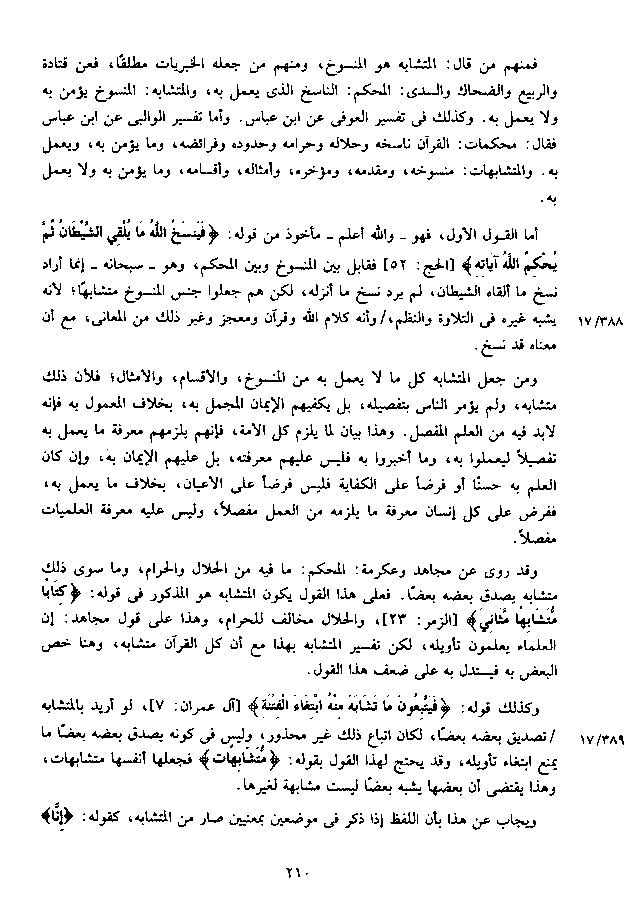 فمنهم من قال: المتشابه هو المنسوخ، ومنهم من جعله الخبريات مطلقًا، فعن قتادة
والربيع والضحاك والسدى: المحكم: الناسخ الذى يعمل به، والمتشابه: المنسوخ يؤمن به
ولا يعمل به. وكذلك فى تفسير العوفى عن ابن عباس. وأما تفسير الوالبى عن ابن عباس
فقال: محكمات: القرآن ناسخه وحلاله وحرامه وحدوده وفرائضه، وما يؤمن به، ويعمل
به. والمتشابهات: منسوخه، ومقدمه، ومؤخره، وأمثاله، وأقسامه، وما يؤمن به ولا يعمل
به.
أما القول الأول، فهو ـ والله أعلم ـ مأخوذ من قوله: ﴿فَيَنسَخُ اللَّهُ مَا يُلْقِي الشَّيْطَانُ ثُمَّ
يُحْكِمُ اللَّهُ آيَاتِهِ﴾ [الحج: ٥٢] فقابل بين المنسوخ وبين المحكم، وهو ـ سبحانه ـ إنما أراد
نسخ ما ألقاه الشيطان، لم يرد نسخ ما أنزله، لكن هم جعلوا جنس المنسوخ متشابهًا؛ لأنه
يشبه غيره فى التلاوة والنظم،/ وأنه كلام الله وقرآن ومعجز وغير ذلك من المعانى، مع أن ١٧/٣٨٨
معناه قد نسخ.
ومن جعل المتشابه كل ما لا يعمل به من المنسوخ، والأقسام، والأمثال؛ فلأن ذلك
متشابه، ولم يؤمر الناس بتفصيله، بل يكفيهم الإيمان المجمل به، بخلاف المعمول به فإنه
لابد فيه من العلم المفصل. وهذا بيان لما يلزم كل الأمة، فإنهم يلزمهم معرفة ما يعمل به
تفصيلاً ليعملوا به، وما أخبروا به فليس عليهم معرفته، بل عليهم الإيمان به، وإن كان
العلم به حسنًا أو فرضاً على الكفاية فليس فرضاً على الأعيان، بخلاف ما يعمل به،
ففرض على كل إنسان معرفة ما يلزمه من العمل مفصلاً، وليس عليه معرفة العلميات
مفصلاً.
وقد روى عن مجاهد وعكرمة: المحكم: ما فيه من الحلال والحرام، وما سوى ذلك
متشابه يصدق بعضه بعضًا. فعلى هذا القول يكون المتشابه هو المذكور فى قوله: ﴿كِتَابًا
مُّتَشَابِهًا مَّثَانِيَ﴾ [الزمر: ٢٣]، والحلال مخالف للحرام، وهذا على قول مجاهد: إن
العلماء يعلمون تأويله، لكن تفسير المتشابه بهذا مع أن كل القرآن متشابه، وهنا خص
البعض به فيستدل به على ضعف هذا القول.
وكذلك قوله: ﴿فَيَتَّبِعُونَ مَا تَشَابَهَ مِنْهُ ابْتِغَاءَ الْفِتْنَةِ﴾ [آل عمران: ٧]، لو أريد بالمتشابه
/ تصديق بعضه بعضًا، لكان اتباع ذلك غير محذور، وليس فى كونه يصدق بعضه بعضًا ما ١٧/٣٨٩
يمنع ابتغاء تأويله، وقد يحتج لهذا القول بقوله: ﴿مُّتَشَابِهَات﴾ فجعلها أنفسها متشابهات،
وهذا يقتضى أن بعضها يشبه بعضًا ليست مشابهة لغيرها.
ويجاب عن هذا بأن اللفظ إذا ذكر فى موضعين بمعنيين صار من المتشابه، كقوله: ﴿إِنَّا﴾
٢١٠